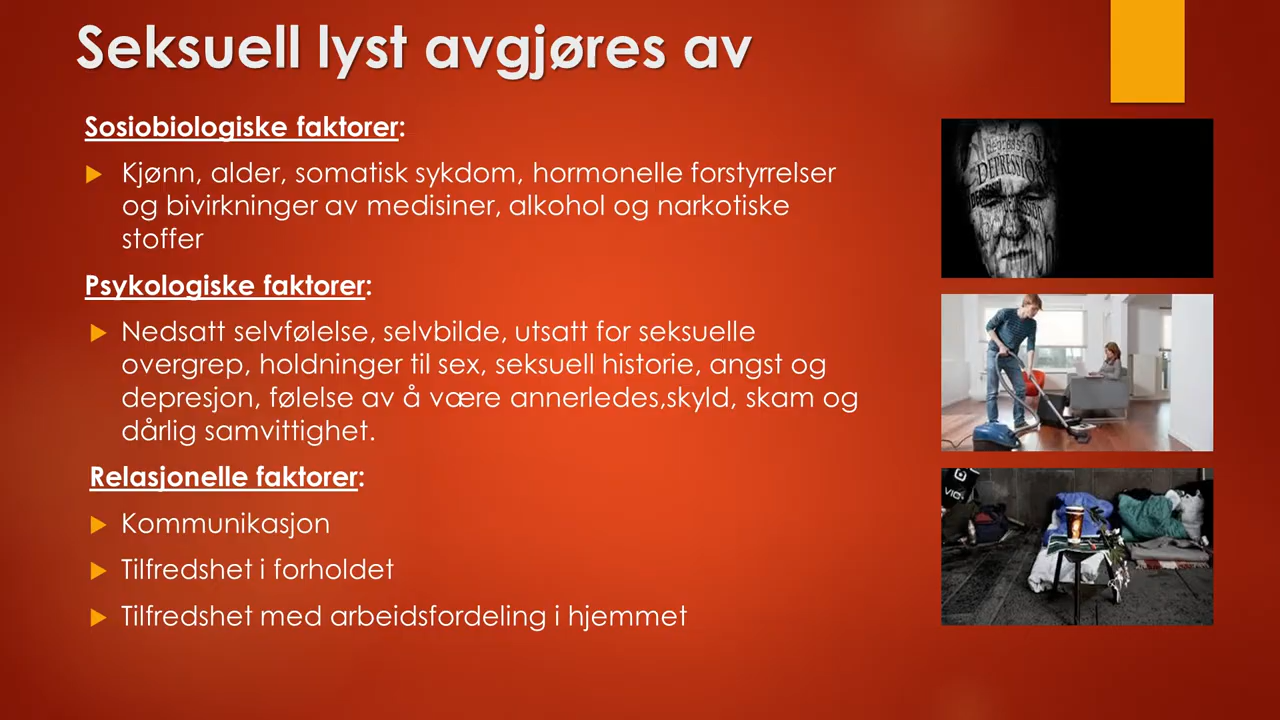 Seksuell lyst avgjøres av
Sosiobiologiske faktorer:
Kjønn, alder, somatisk sykdom, hormonelle forstyrrelser
og bivirkninger av medisiner, alkohol og narkotiske
stoffer
Psykologiske faktorer:
Nedsatt selvfølelse, selvbilde, utsatt for seksuelle
overgrep, holdninger til sex, seksuell historie, angst og
depresjon, følelse av å være annerledes,skyld, skam og
dårlig samvittighet.
Relasjonelle faktorer:
Kommunikasjon
Tilfredshet i forholdet
Tilfredshet med arbeidsfordeling i hjemmet
DEPRESSION